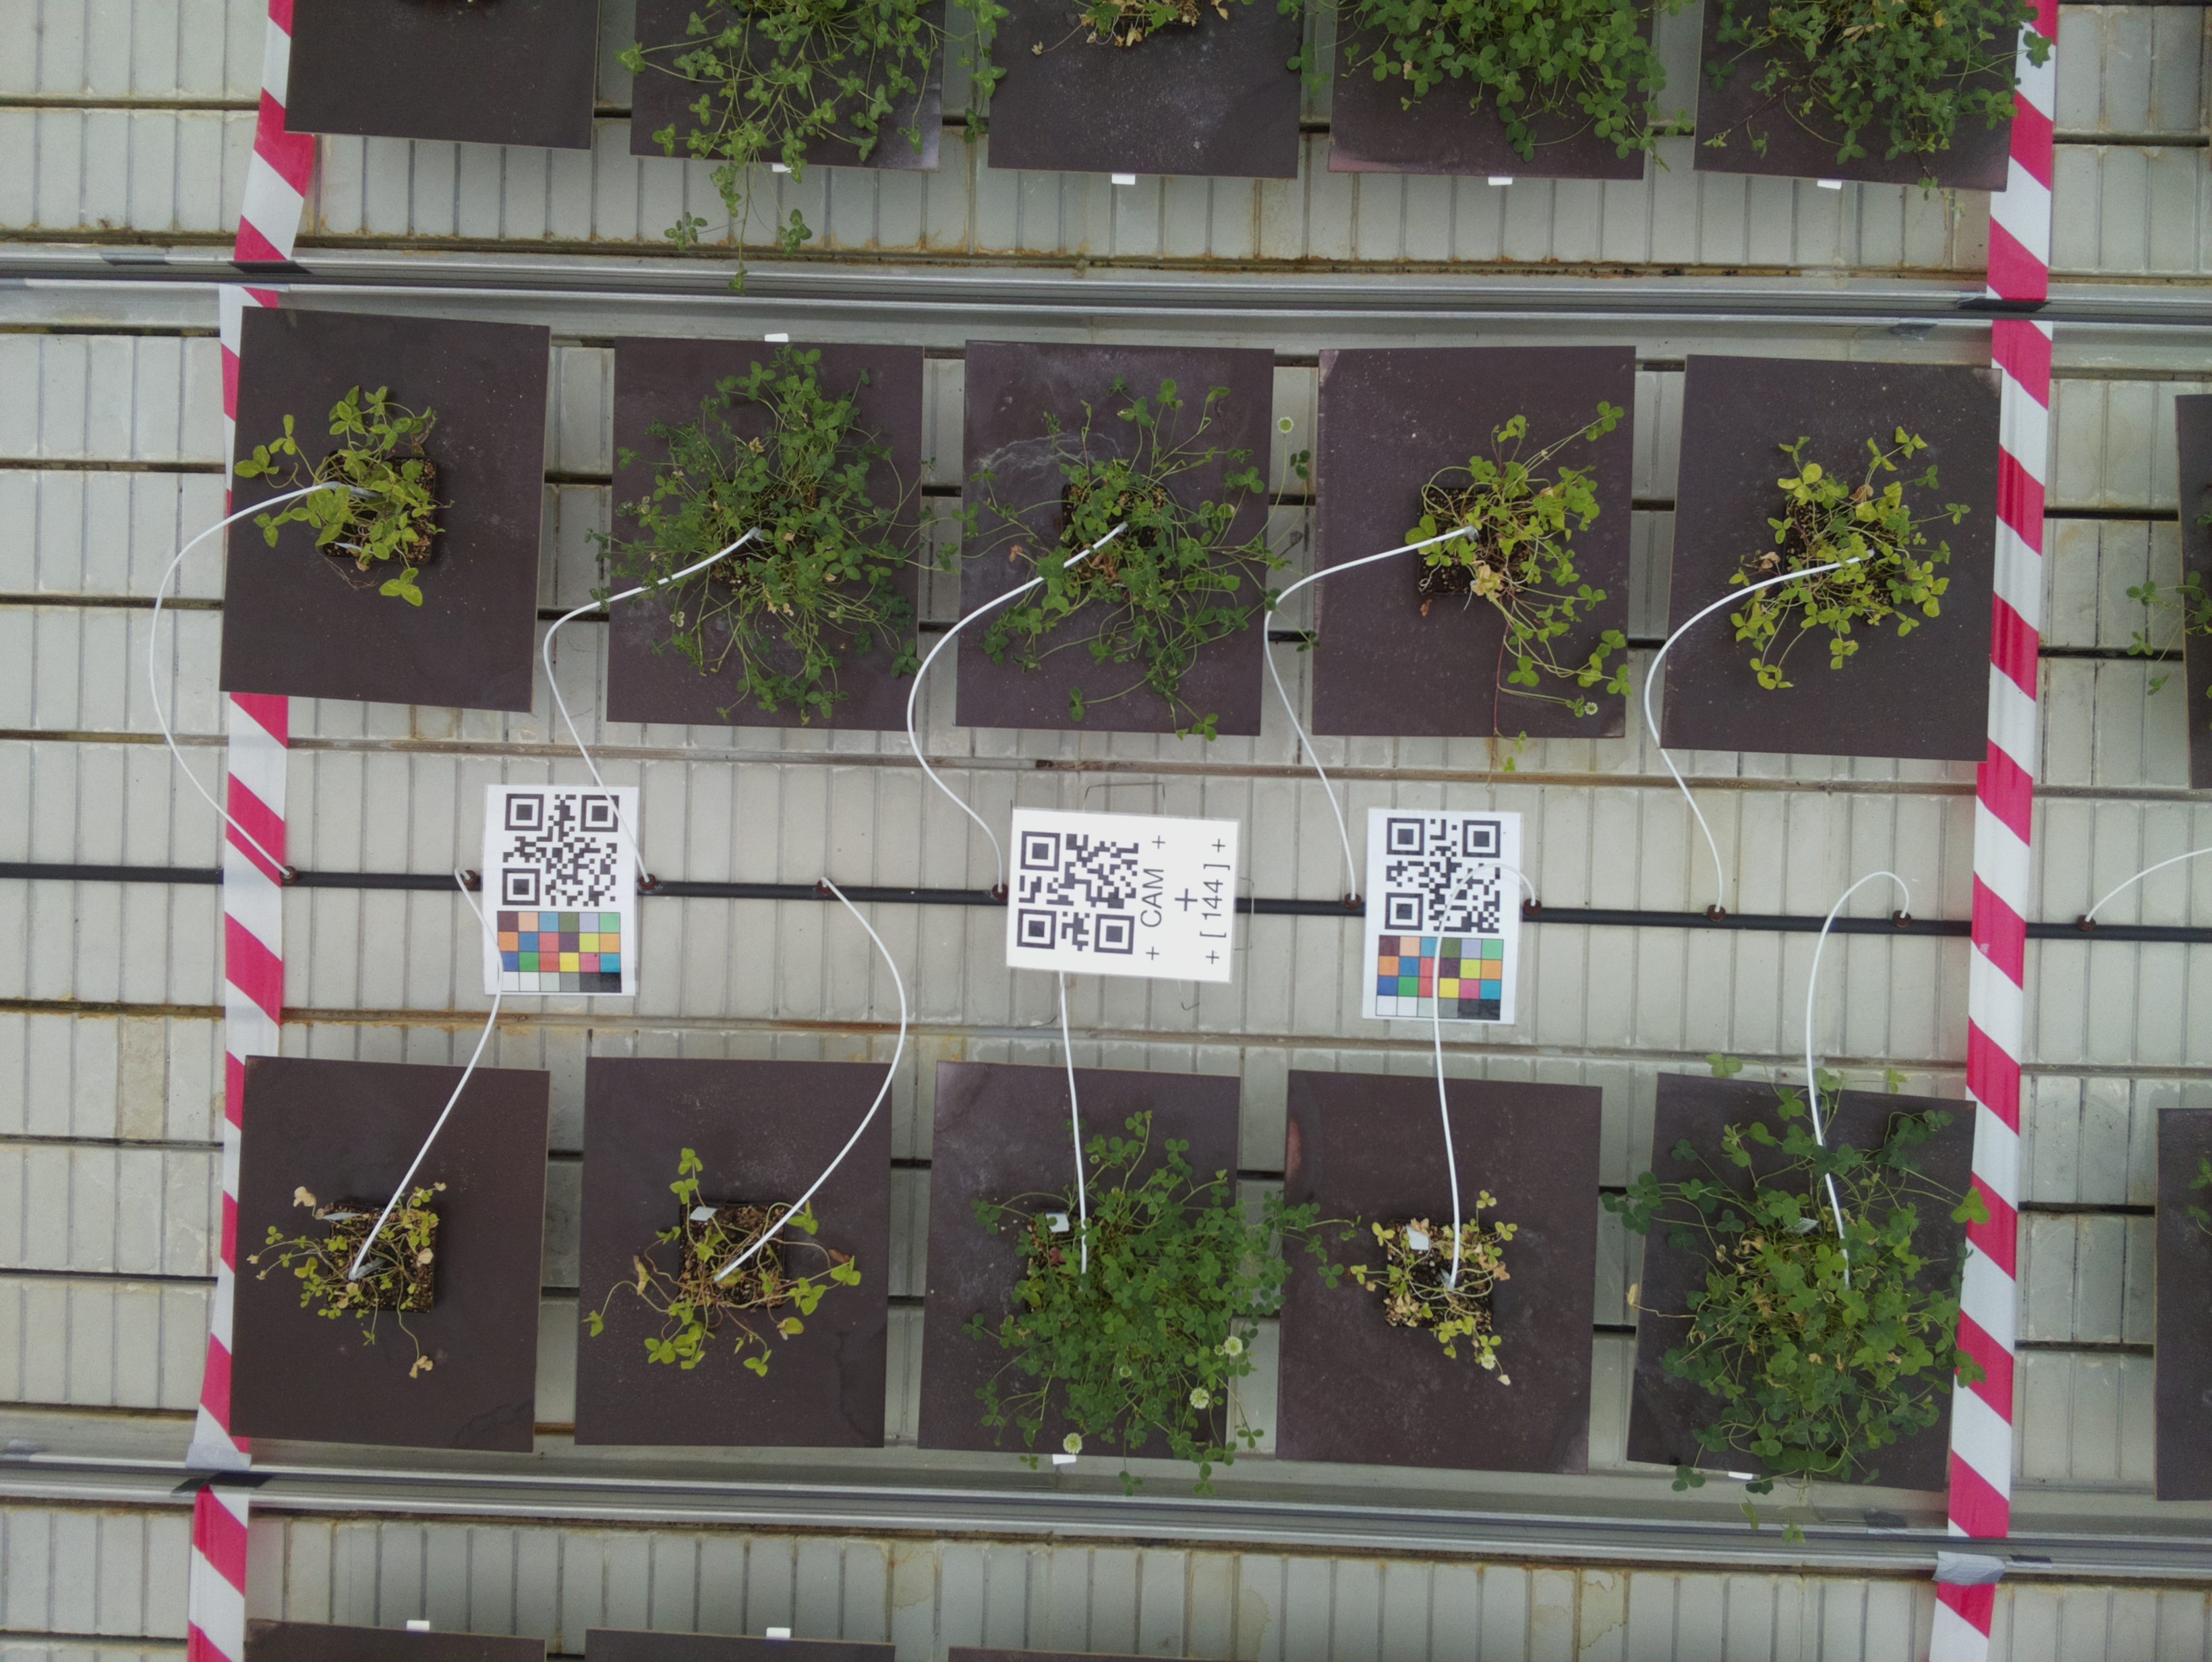 + CAM +
+
+ [ 144 ] +